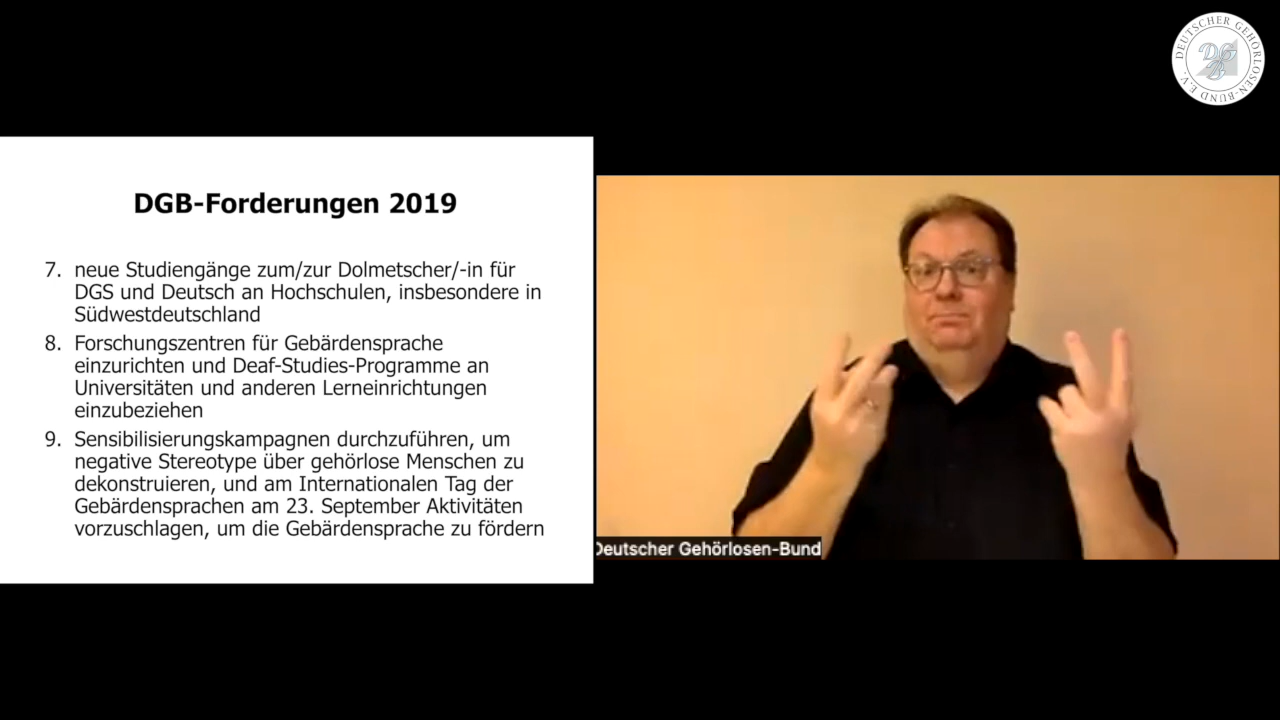 DEUTSCHER GEHÖRLOSEN-BUND E.V.
DGB
DGB-Forderungen 2019
7. neue Studiengänge zum/zur Dolmetscher/-in für
DGS und Deutsch an Hochschulen, insbesondere in
Südwestdeutschland
8. Forschungszentren für Gebärdensprache
einzurichten und Deaf-Studies-Programme an
Universitäten und anderen Lerneinrichtungen
einzubeziehen
9. Sensibilisierungskampagnen durchzuführen, um
negative Stereotype über gehörlose Menschen zu
dekonstruieren, und am Internationalen Tag der
Gebärdensprachen am 23. September Aktivitäten
vorzuschlagen, um die Gebärdensprache zu fördern
Deutscher Gehörlosen-Bund